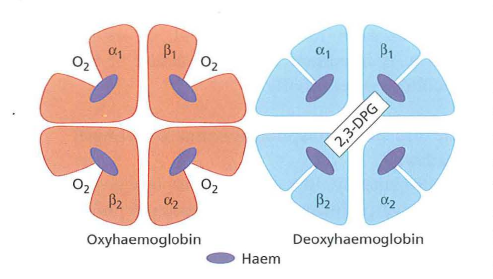 α1 β1
O2 O2
β2 α2
O2 O2
Oxyhaemoglobin
α1 β1
2,3-DPG
β2 α2
Deoxyhaemoglobin
Haem